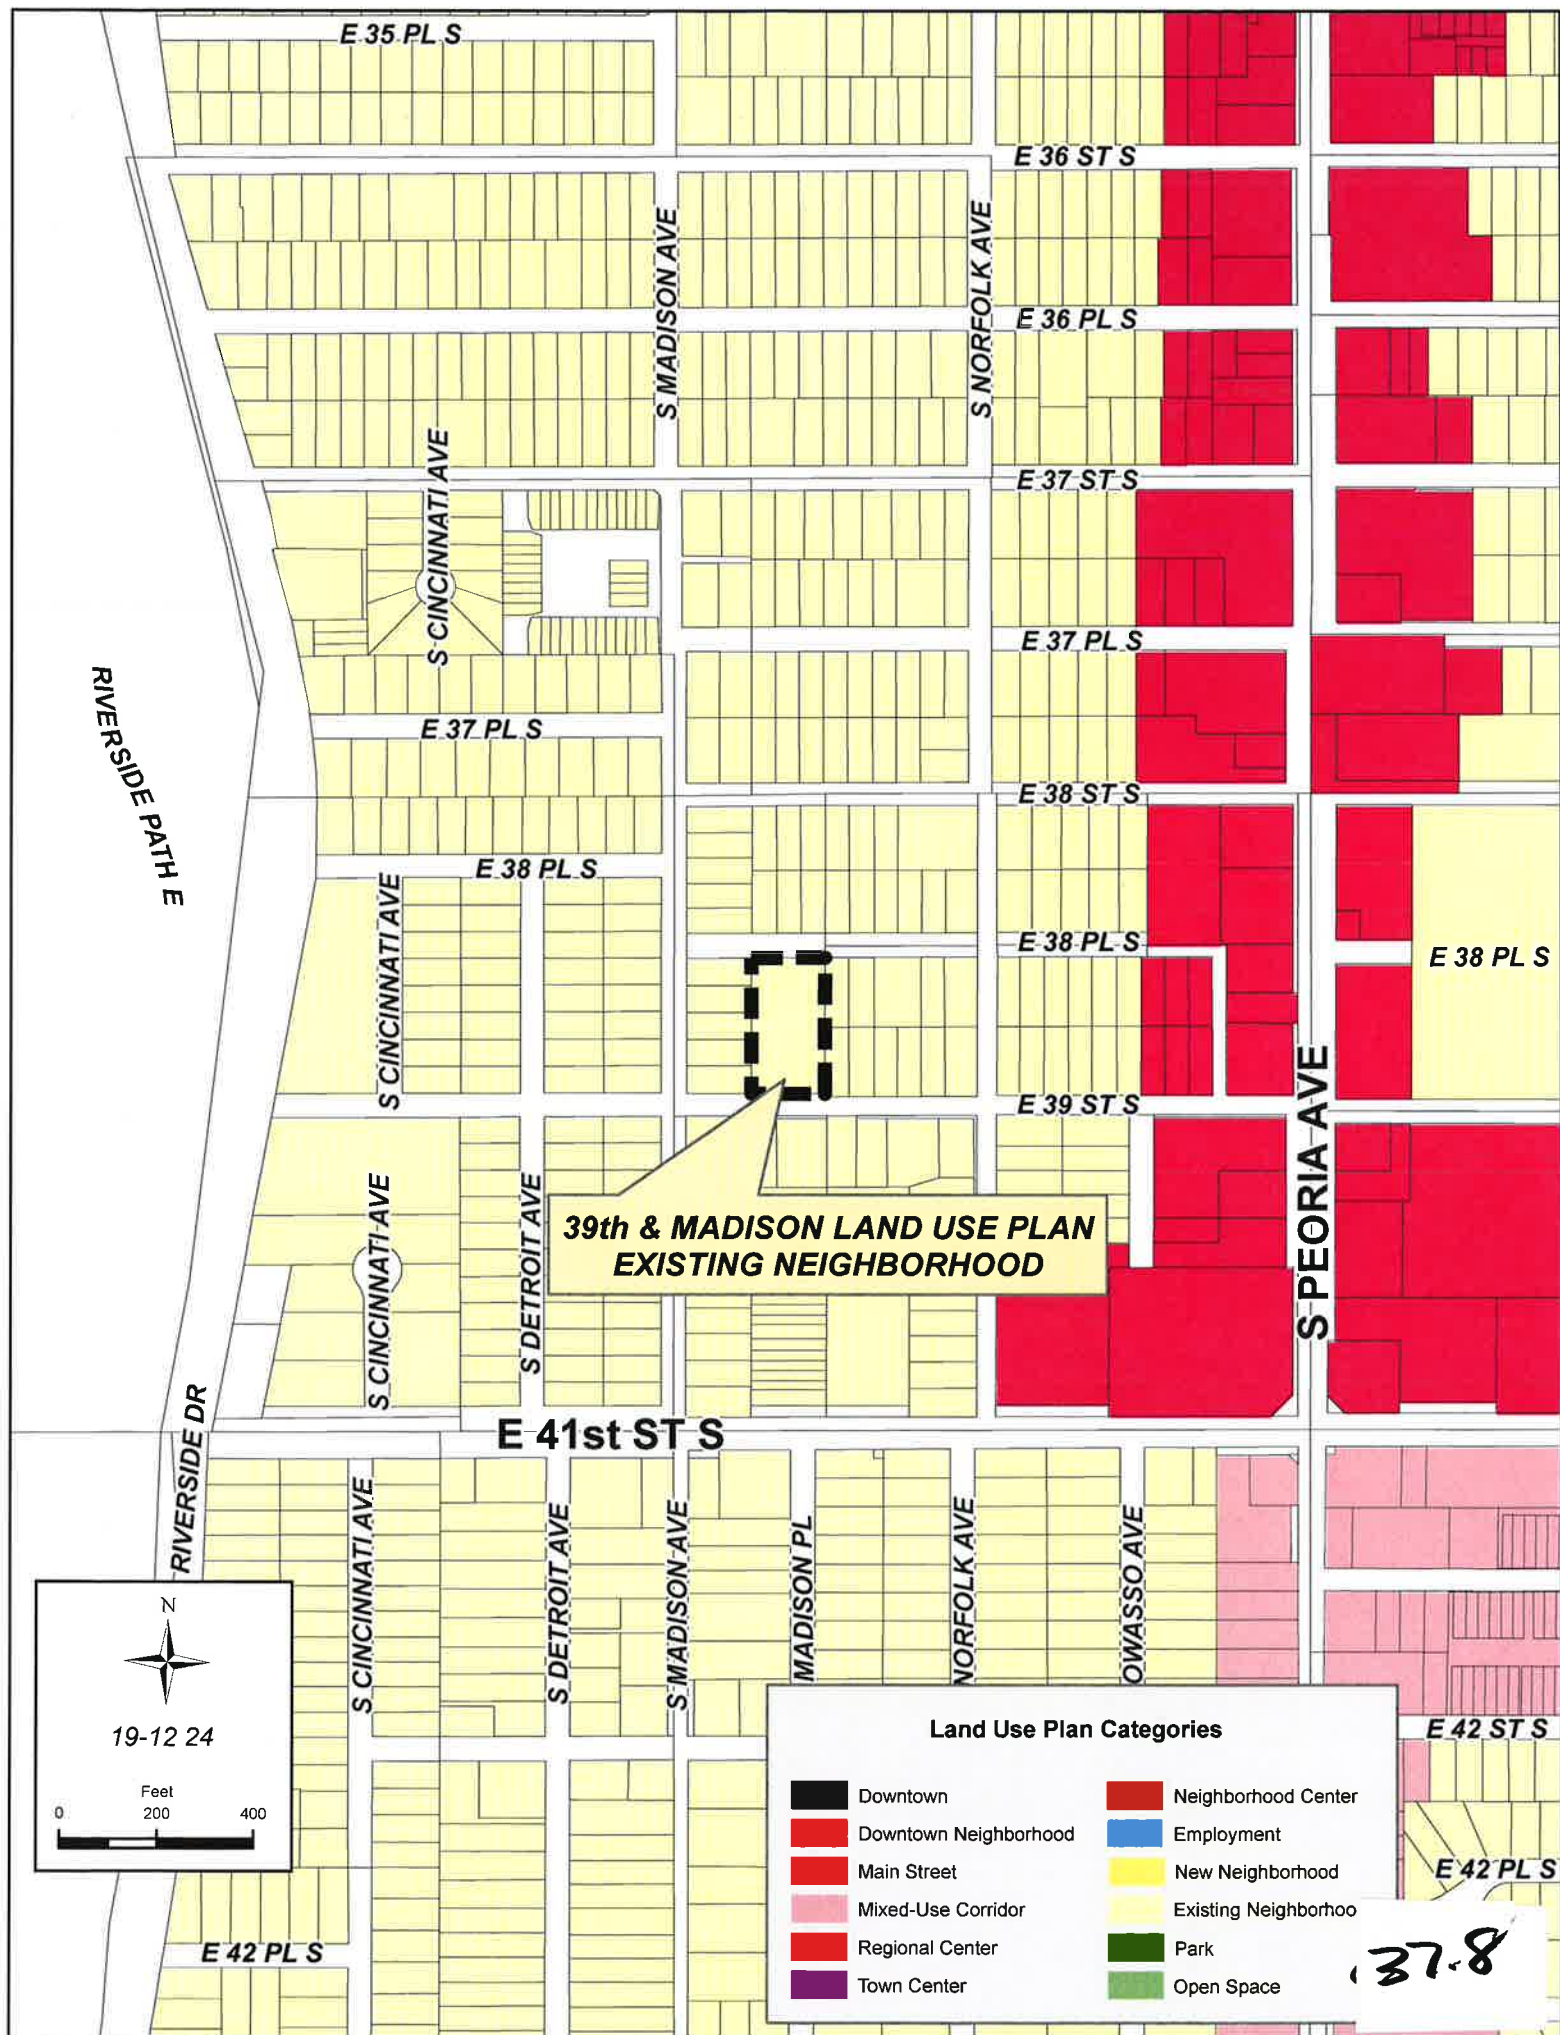 E 35 PL S
E 36 ST S
S MADISON AVE
S NORFOLK AVE
E 36 PL S
S CINCINNATI AVE
E 37 ST S
E 37 PL S
RIVERSIDE PATH E
E 37 PL S
E 38 ST S
E 38 PL S
S CINCINNATI AVE
E 38 PL S
E 38 PL S
S PEORIA AVE
E 39 ST S
S CINCINNATI AVE
S DETROIT AVE
39th & MADISON LAND USE PLAN
EXISTING NEIGHBORHOOD
RIVERSIDE DR
E 41st ST S
S CINCINNATI AVE
S DETROIT AVE
S MADISON AVE
MADISON PL
NORFOLK AVE
OWASSO AVE
N
19-12 24
Feet
0 200 400
E 42 PL S
E 42 ST S
E 42 PL S
Land Use Plan Categories
Downtown
Downtown Neighborhood
Main Street
Mixed-Use Corridor
Regional Center
Town Center
Neighborhood Center
Employment
New Neighborhood
Existing Neighborhoo
Park
Open Space
37.8